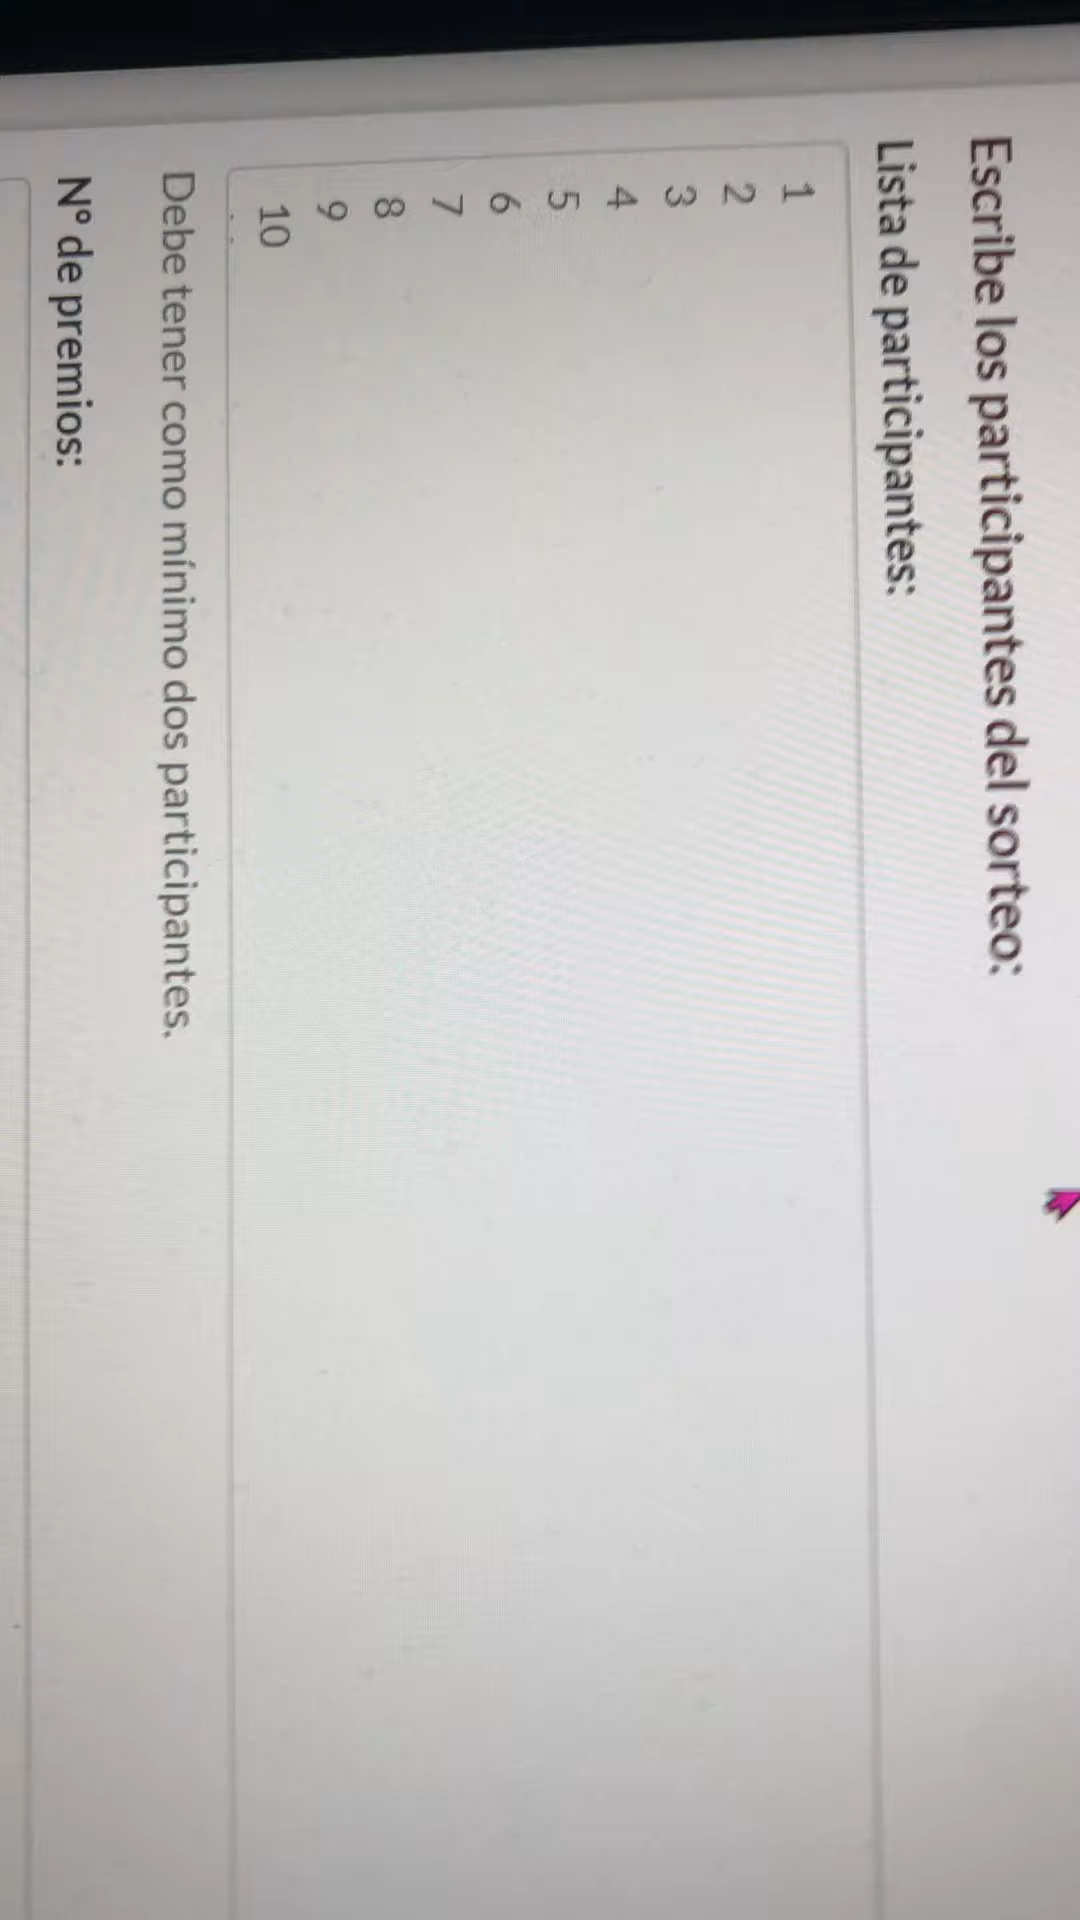 Escribe los participantes del sorteo:
Lista de participantes:
1
2
3
4
5
6
7
8
9
10
Debe tener como mínimo dos participantes.
Nº de premios: